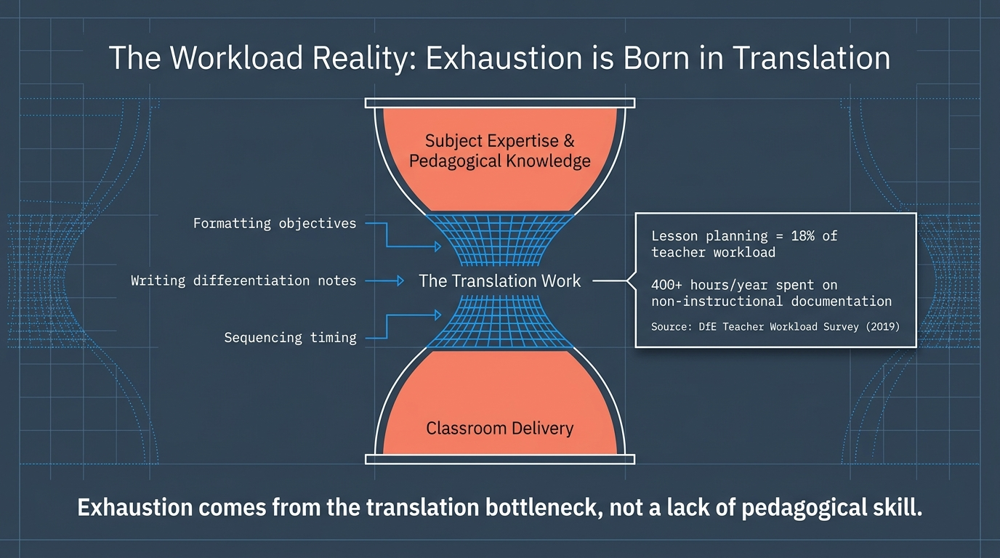 The Workload Reality: Exhaustion is Born in Translation
Subject Expertise &
Pedagogical Knowledge
Formatting objectives
Writing differentiation notes
Sequencing timing
The Translation Work
Lesson planning = 18% of
teacher workload
400+ hours/year spent on
non-instructional documentation
Source: DfE Teacher Workload Survey (2019)
Classroom Delivery
Exhaustion comes from the translation bottleneck, not a lack of pedagogical skill.